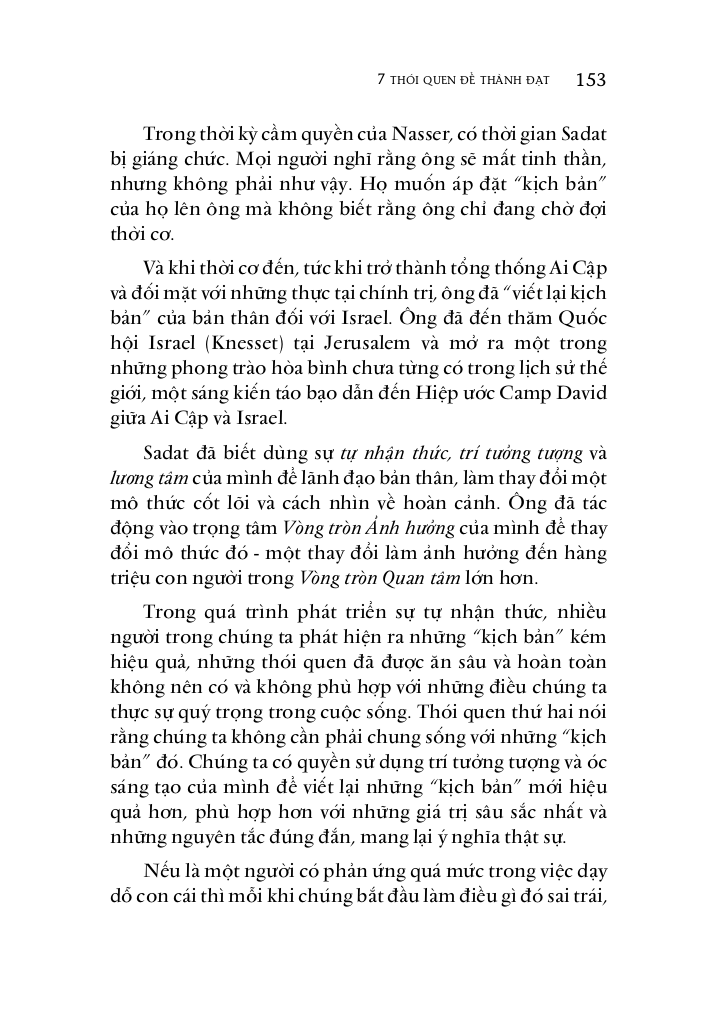 7 THÓI QUEN ĐỂ THÀNH ĐẠT 153
Trong thời kỳ cầm quyền của Nasser, có thời gian Sadat
bị giáng chức. Mọi người nghĩ rằng ông sẽ mất tinh thần,
nhưng không phải như vậy. Họ muốn áp đặt “kịch bản”
của họ lên ông mà không biết rằng ông chỉ đang chờ đợi
thời cơ.
Và khi thời cơ đến, tức khi trở thành tổng thống Ai Cập
và đối mặt với những thực tại chính trị, ông đã “viết lại kịch
bản” của bản thân đối với Israel. Ông đã đến thăm Quốc
hội Israel (Knesset) tại Jerusalem và mở ra một trong
những phong trào hòa bình chưa từng có trong lịch sử thế
giới, một sáng kiến táo bạo dẫn đến Hiệp ước Camp David
giữa Ai Cập và Israel.
Sadat đã biết dùng sự tự nhận thức, trí tưởng tượng và
lương tâm của mình để lãnh đạo bản thân, làm thay đổi một
mô thức cốt lõi và cách nhìn về hoàn cảnh. Ông đã tác
động vào trọng tâm Vòng tròn Ảnh hưởng của mình để thay
đổi mô thức đó - một thay đổi làm ảnh hưởng đến hàng
triệu con người trong Vòng tròn Quan tâm lớn hơn.
Trong quá trình phát triển sự tự nhận thức, nhiều
người trong chúng ta phát hiện ra những “kịch bản” kém
hiệu quả, những thói quen đã được ăn sâu và hoàn toàn
không nên có và không phù hợp với những điều chúng ta
thực sự quý trọng trong cuộc sống. Thói quen thứ hai nói
rằng chúng ta không cần phải chung sống với những “kịch
bản” đó. Chúng ta có quyền sử dụng trí tưởng tượng và óc
sáng tạo của mình để viết lại những “kịch bản” mới hiệu
quả hơn, phù hợp hơn với những giá trị sâu sắc nhất và
những nguyên tắc đúng đắn, mang lại ý nghĩa thật sự.
Nếu là một người có phản ứng quá mức trong việc dạy
dỗ con cái thì mỗi khi chúng bắt đầu làm điều gì đó sai trái,